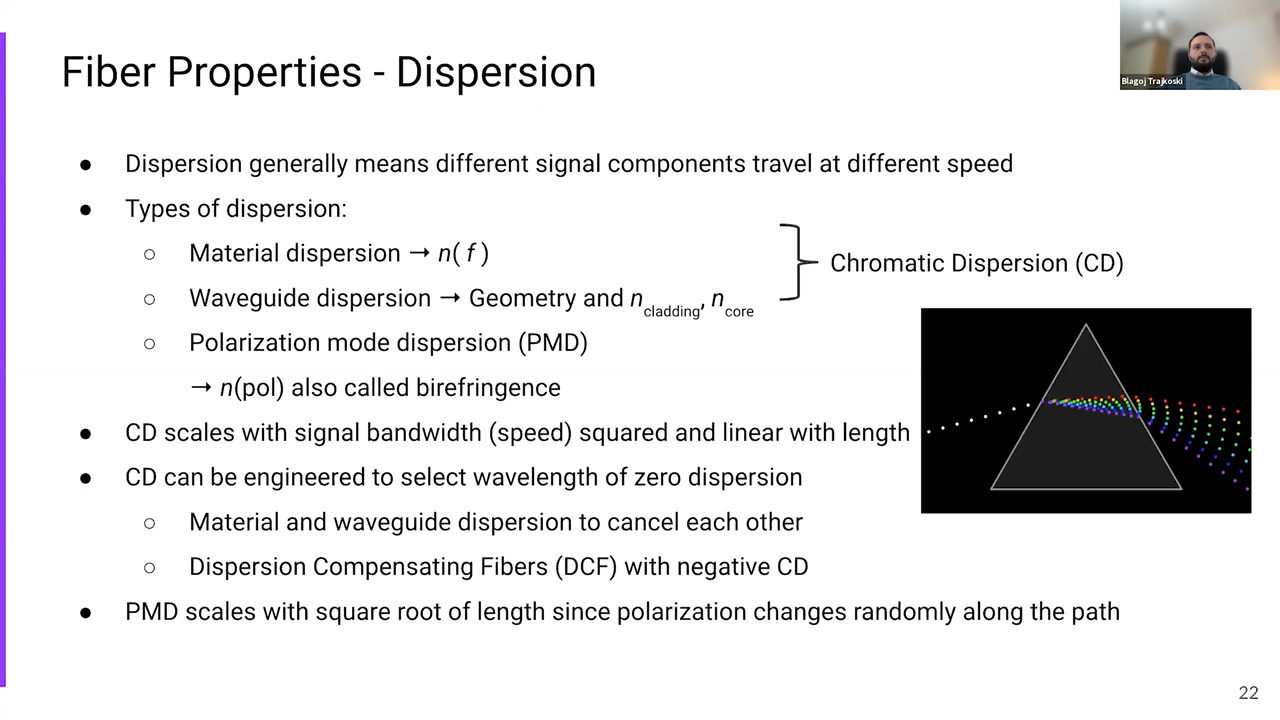 Fiber Properties - Dispersion
Blagoj Trajkoski
● Dispersion generally means different signal components travel at different speed
● Types of dispersion:
○ Material dispersion → n( f )
○ Waveguide dispersion → Geometry and n cladding, n core
Chromatic Dispersion (CD)
○ Polarization mode dispersion (PMD)
→ n(pol) also called birefringence
● CD scales with signal bandwidth (speed) squared and linear with length
● CD can be engineered to select wavelength of zero dispersion
○ Material and waveguide dispersion to cancel each other
○ Dispersion Compensating Fibers (DCF) with negative CD
● PMD scales with square root of length since polarization changes randomly along the path
22